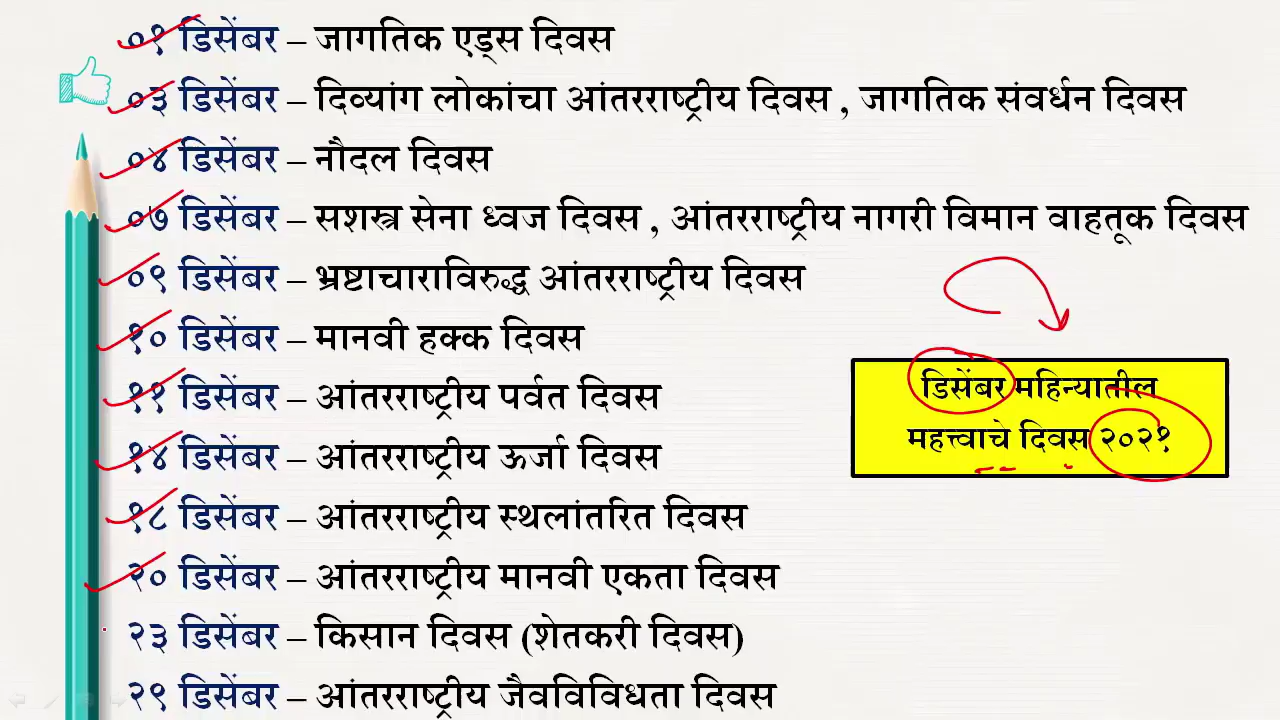 ०१ डिसेंबर – जागतिक एड्स दिवस
०३ डिसेंबर – दिव्यांग लोकांचा आंतरराष्ट्रीय दिवस , जागतिक संवर्धन दिवस
०४ डिसेंबर – नौदल दिवस
०७ डिसेंबर – सशस्त्र सेना ध्वज दिवस , आंतरराष्ट्रीय नागरी विमान वाहतूक दिवस
०९ डिसेंबर – भ्रष्टाचाराविरुद्ध आंतरराष्ट्रीय दिवस
१० डिसेंबर – मानवी हक्क दिवस
११ डिसेंबर – आंतरराष्ट्रीय पर्वत दिवस
१४ डिसेंबर – आंतरराष्ट्रीय ऊर्जा दिवस
१८ डिसेंबर – आंतरराष्ट्रीय स्थलांतरित दिवस
२० डिसेंबर – आंतरराष्ट्रीय मानवी एकता दिवस
२३ डिसेंबर – किसान दिवस (शेतकरी दिवस)
२९ डिसेंबर – आंतरराष्ट्रीय जैवविविधता दिवस
डिसेंबर महिन्यातील
महत्त्वाचे दिवस २०२१